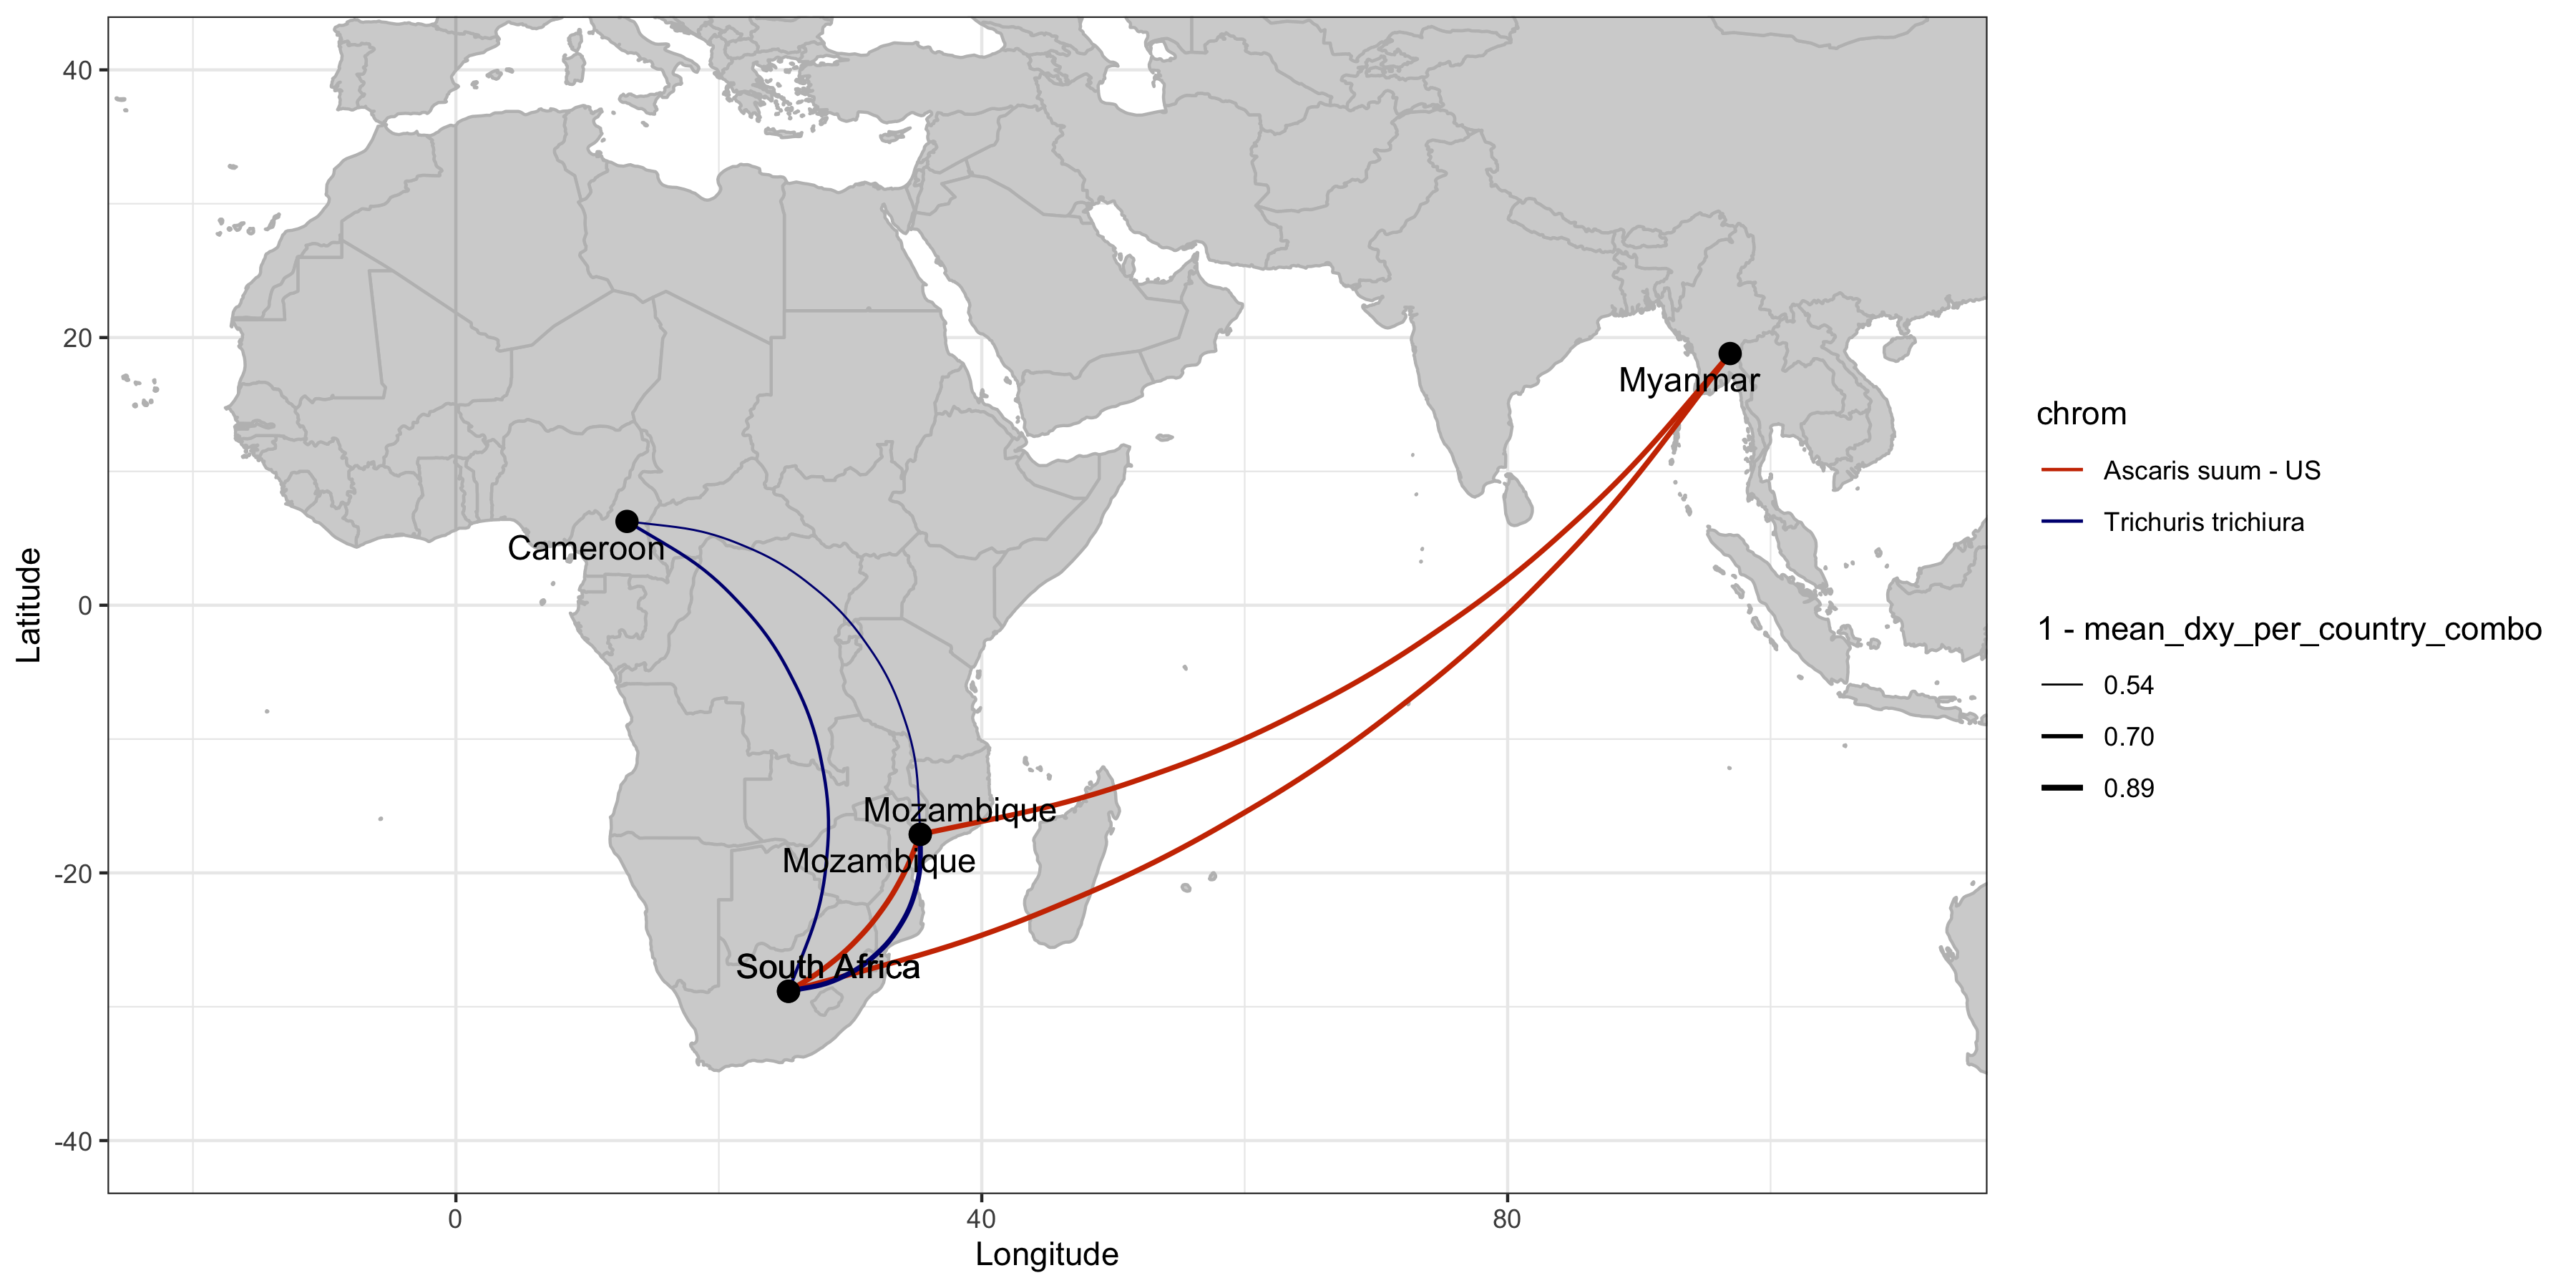 40
20
0
-20
-40
Latitude
Myanmar
Cameroon
Mozambique
Mozambique
South Africa
0
40
80
Longitude
chrom
Ascaris suum - US
Trichuris trichiura
1 - mean_dxy_per_country_combo
0.54
0.70
0.89